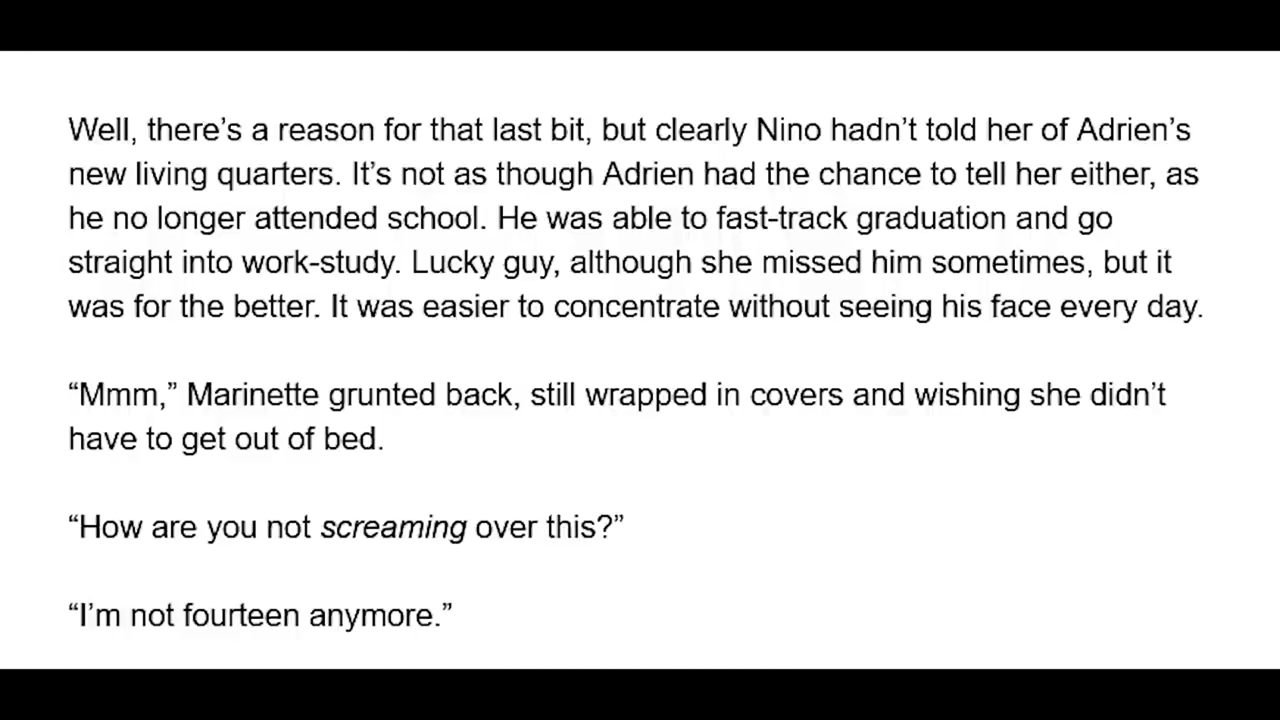 Well, there’s a reason for that last bit, but clearly Nino hadn’t told her of Adrien’s
new living quarters. It’s not as though Adrien had the chance to tell her either, as
he no longer attended school. He was able to fast-track graduation and go
straight into work-study. Lucky guy, although she missed him sometimes, but it
was for the better. It was easier to concentrate without seeing his face every day.
“Mmm,” Marinette grunted back, still wrapped in covers and wishing she didn’t
have to get out of bed.
“How are you not screaming over this?”
“I’m not fourteen anymore.”